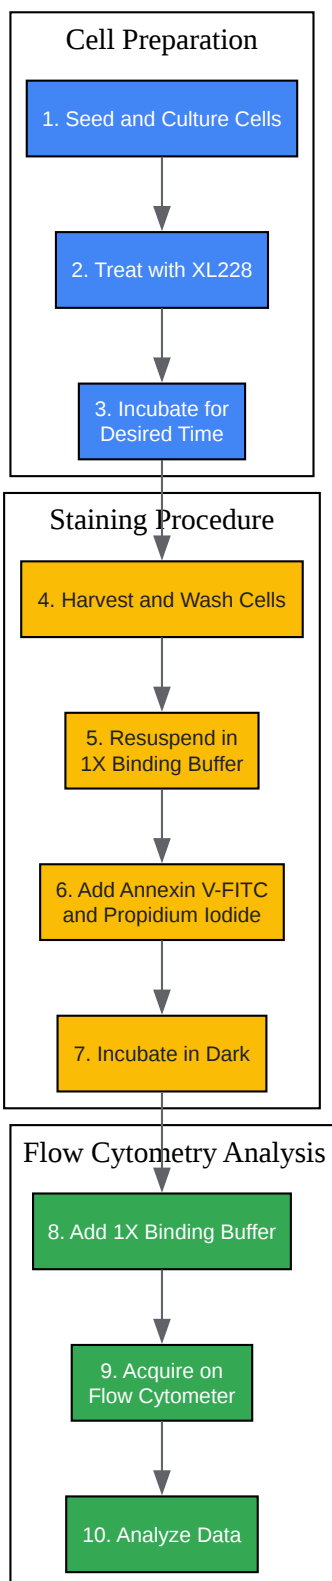 Cell Preparation
1. Seed and Culture Cells
2. Treat with XL228
3. Incubate for
Desired Time
Staining Procedure
4. Harvest and Wash Cells
5. Resuspend in
1X Binding Buffer
6. Add Annexin V-FITC
and Propidium Iodide
7. Incubate in Dark
Flow Cytometry Analysis
8. Add 1X Binding Buffer
9. Acquire on
Flow Cytometer
10. Analyze Data